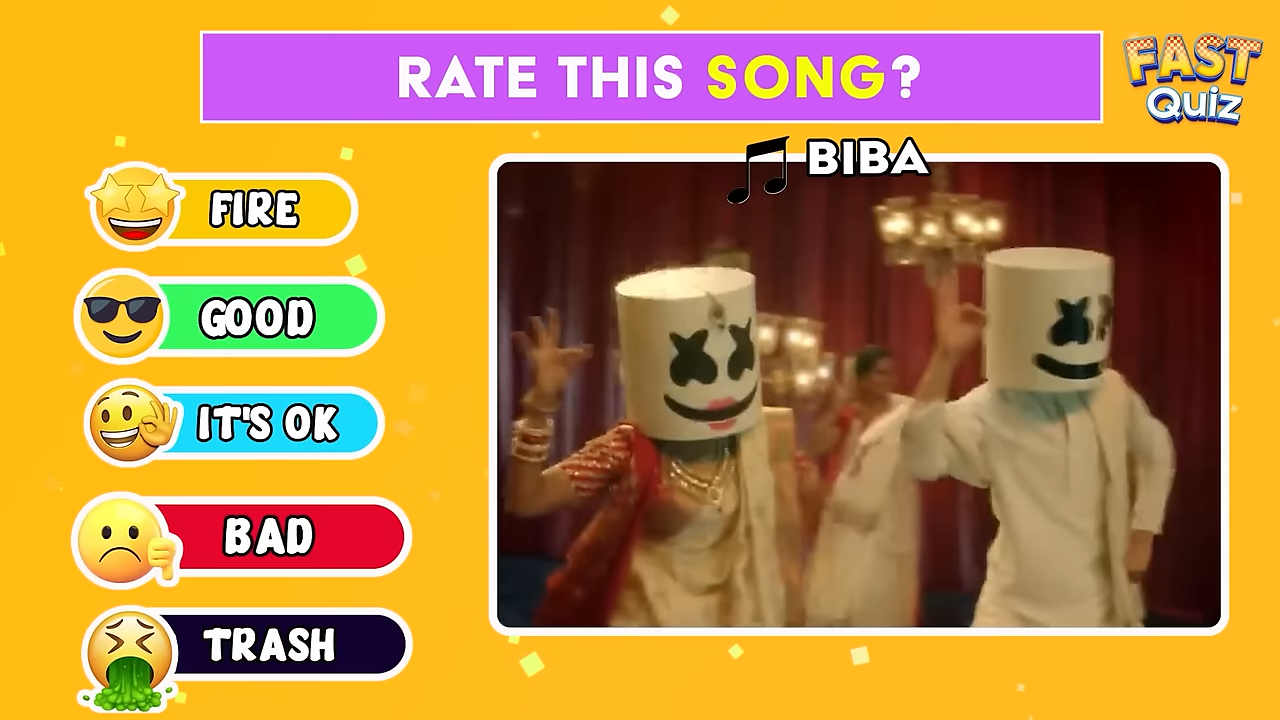 RATE THIS SONG?
FAST
Quiz
BIBA
FIRE
GOOD
IT'S OK
BAD
TRASH